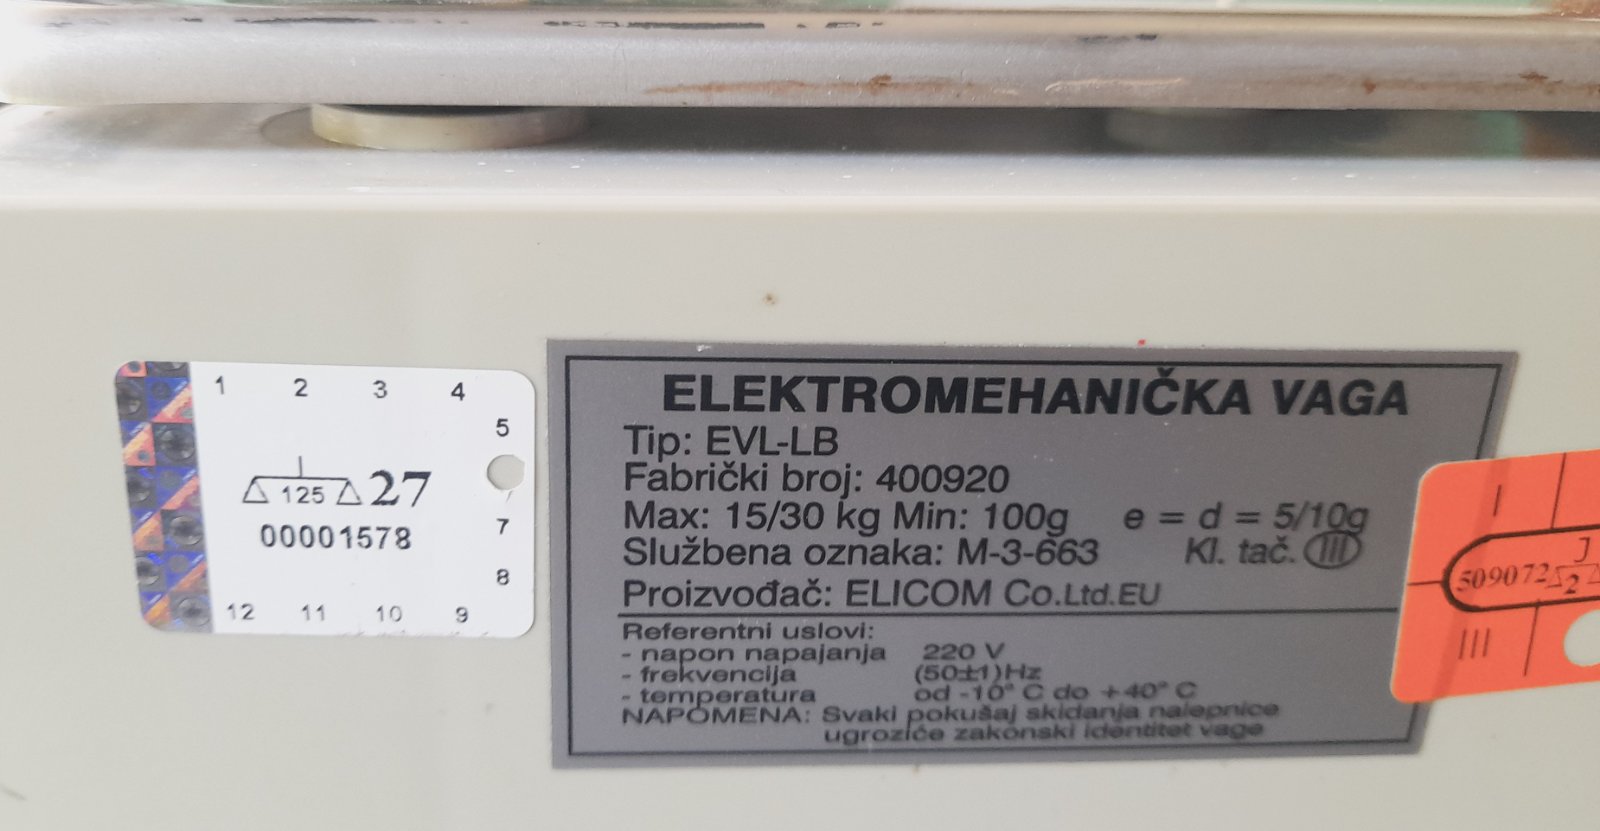 1 2 3 4
5
125 27
00001578
7
8
12 11 10 9
ELEKTROMEHANIČKA VAGA
Tip: EVL-LB
Fabrički broj: 400920
Max: 15/30 kg Min: 100g e = d = 5/10g
Službena oznaka: M-3-663 Kl. tač. III
Proizvođač: ELICOM Co.Ltd.EU
Referentni uslovi:
- napon napajanja 220 V
- frekvencija (50±1)Hz
- temperatura od -10° C do +40° C
NAPOMENA: Svaki pokušaj skidanja nalepnice
ugroziće zakonski identitet vage
I
J
509072 2
III